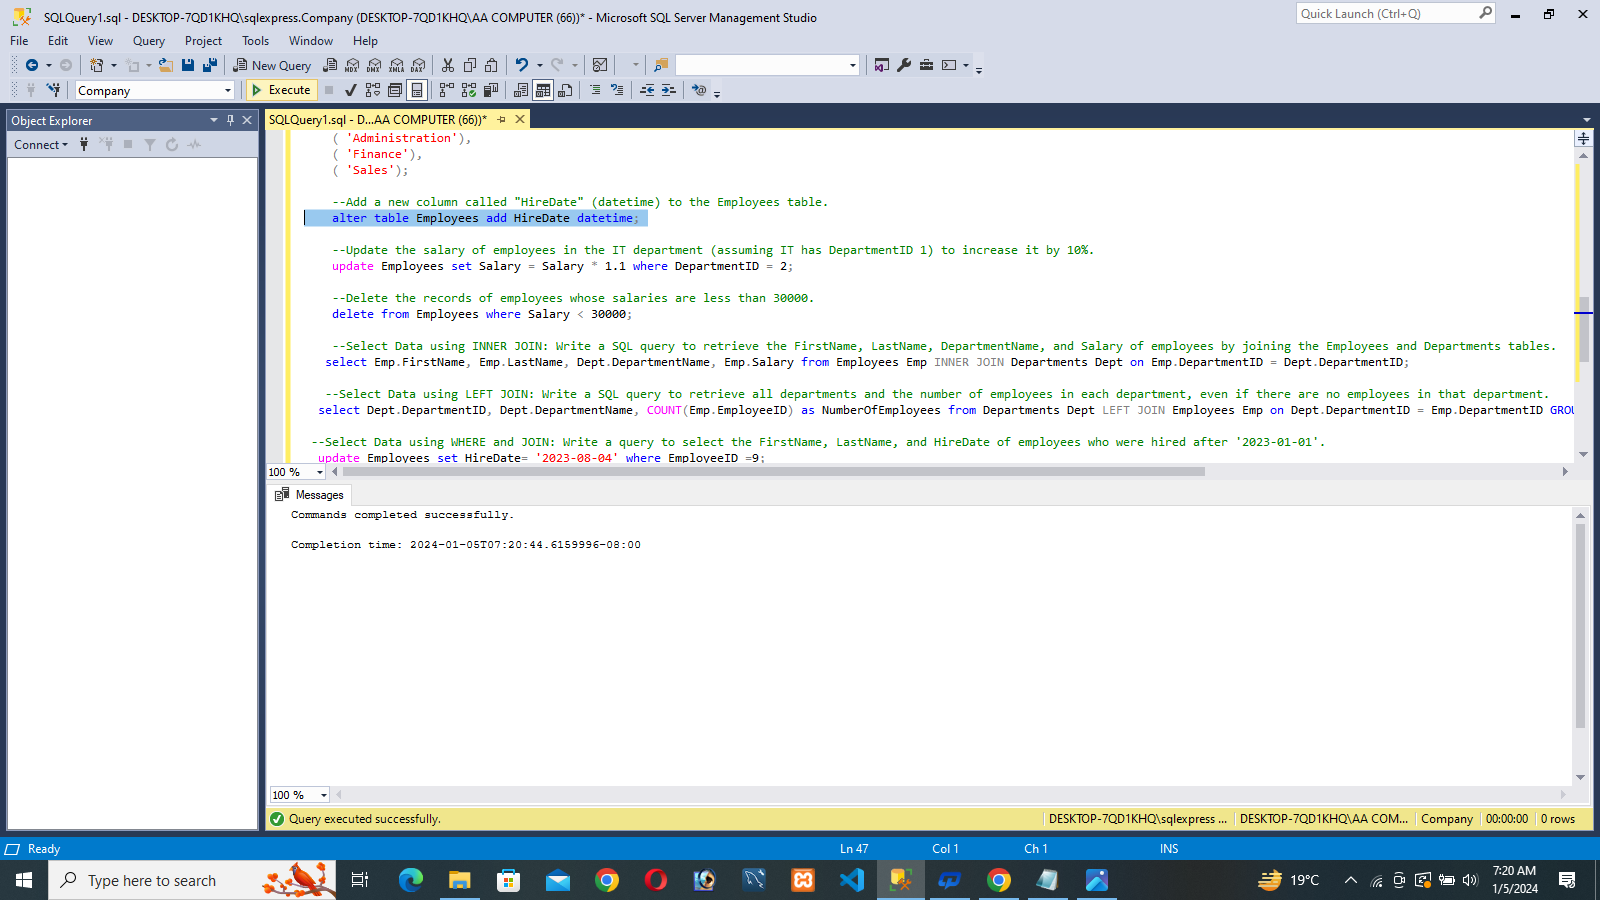 SQLQuery1.sql - DESKTOP-7QD1KHQ\sqlexpress.Company (DESKTOP-7QD1KHQ\AA COMPUTER (66))* - Microsoft SQL Server Management Studio
Quick Launch (Ctrl+Q)
File Edit View Query Project Tools Window Help
New Query MDX DMX XMLA DAX
Company Execute
Object Explorer
Connect
SQLQuery1.sql - D...AA COMPUTER (66))*
( 'Administration'),
( 'Finance'),
( 'Sales');
--Add a new column called "HireDate" (datetime) to the Employees table.
alter table Employees add HireDate datetime;
--Update the salary of employees in the IT department (assuming IT has DepartmentID 1) to increase it by 10%.
update Employees set Salary = Salary * 1.1 where DepartmentID = 2;
--Delete the records of employees whose salaries are less than 30000.
delete from Employees where Salary < 30000;
--Select Data using INNER JOIN: Write a SQL query to retrieve the FirstName, LastName, DepartmentName, and Salary of employees by joining the Employees and Departments tables.
select Emp.FirstName, Emp.LastName, Dept.DepartmentName, Emp.Salary from Employees Emp INNER JOIN Departments Dept on Emp.DepartmentID = Dept.DepartmentID;
--Select Data using LEFT JOIN: Write a SQL query to retrieve all departments and the number of employees in each department, even if there are no employees in that department.
select Dept.DepartmentID, Dept.DepartmentName, COUNT(Emp.EmployeeID) as NumberOfEmployees from Departments Dept LEFT JOIN Employees Emp on Dept.DepartmentID = Emp.DepartmentID GROU
--Select Data using WHERE and JOIN: Write a query to select the FirstName, LastName, and HireDate of employees who were hired after '2023-01-01'.
update Employees set HireDate= '2023-08-04' where EmployeeID =9;
100 %
Messages
Commands completed successfully.
Completion time: 2024-01-05T07:20:44.6159996-08:00
100 %
Query executed successfully. DESKTOP-7QD1KHQ\sqlexpress ... DESKTOP-7QD1KHQ\AA COM... Company 00:00:00 0 rows
Ready Ln 47 Col 1 Ch 1 INS
Type here to search
19°C
7:20 AM
1/5/2024